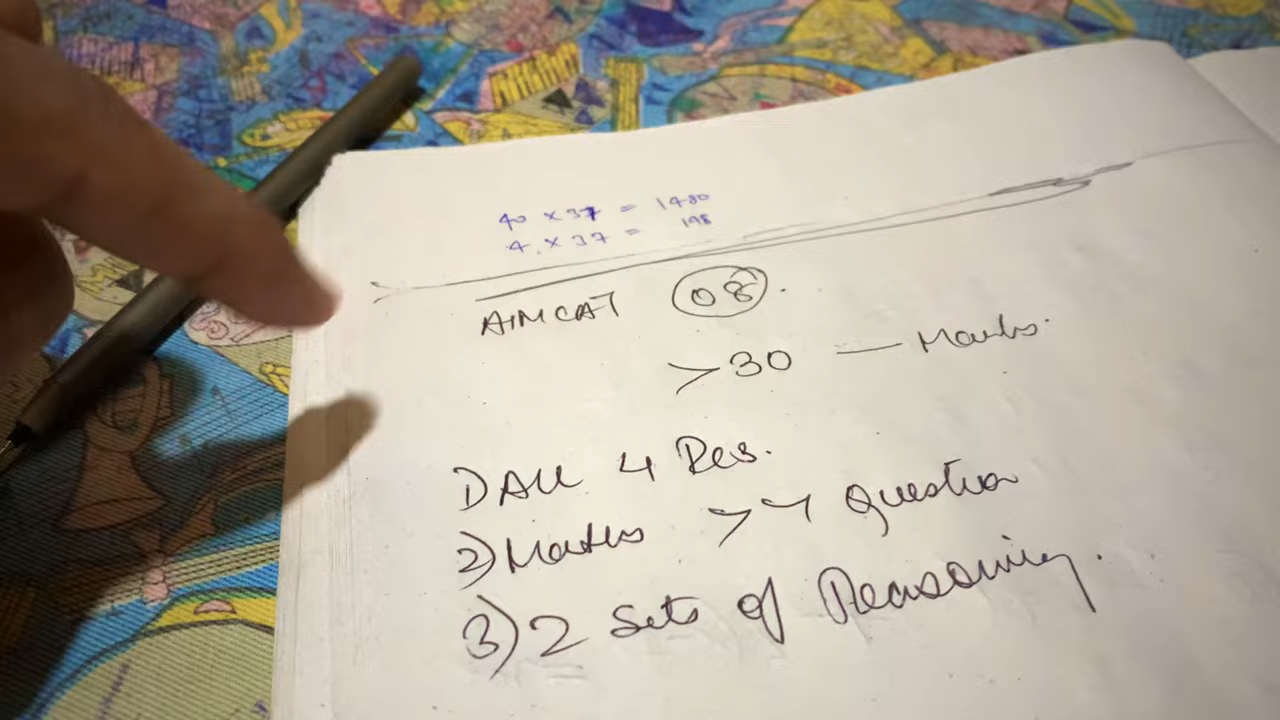 40 × 37 = 1480
4 × 37 = 148
AIMCAT 08.
>30 — Marks.
1) All 4 Res.
2) Maths > 4 Question
3) 2 Sets of Reasoning.